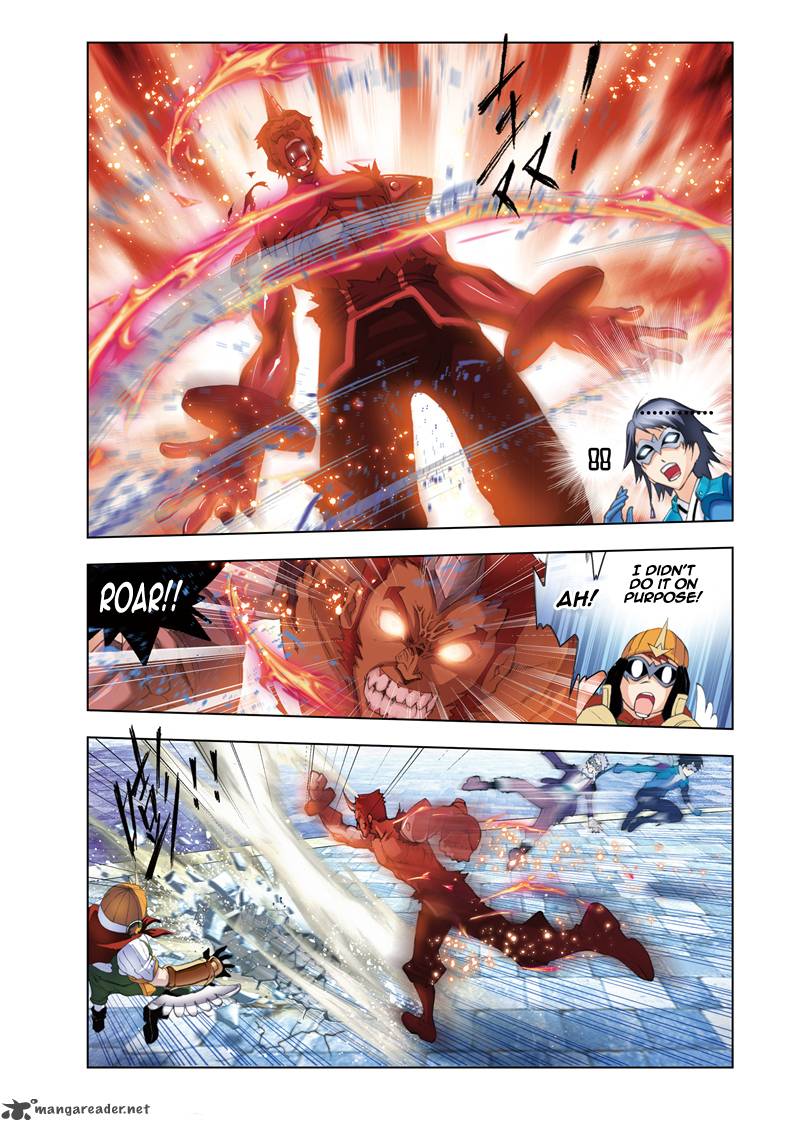 ............
!!
ROAR!!
AH!
I DIDN'T
DO IT ON
PURPOSE!
mangareader.net